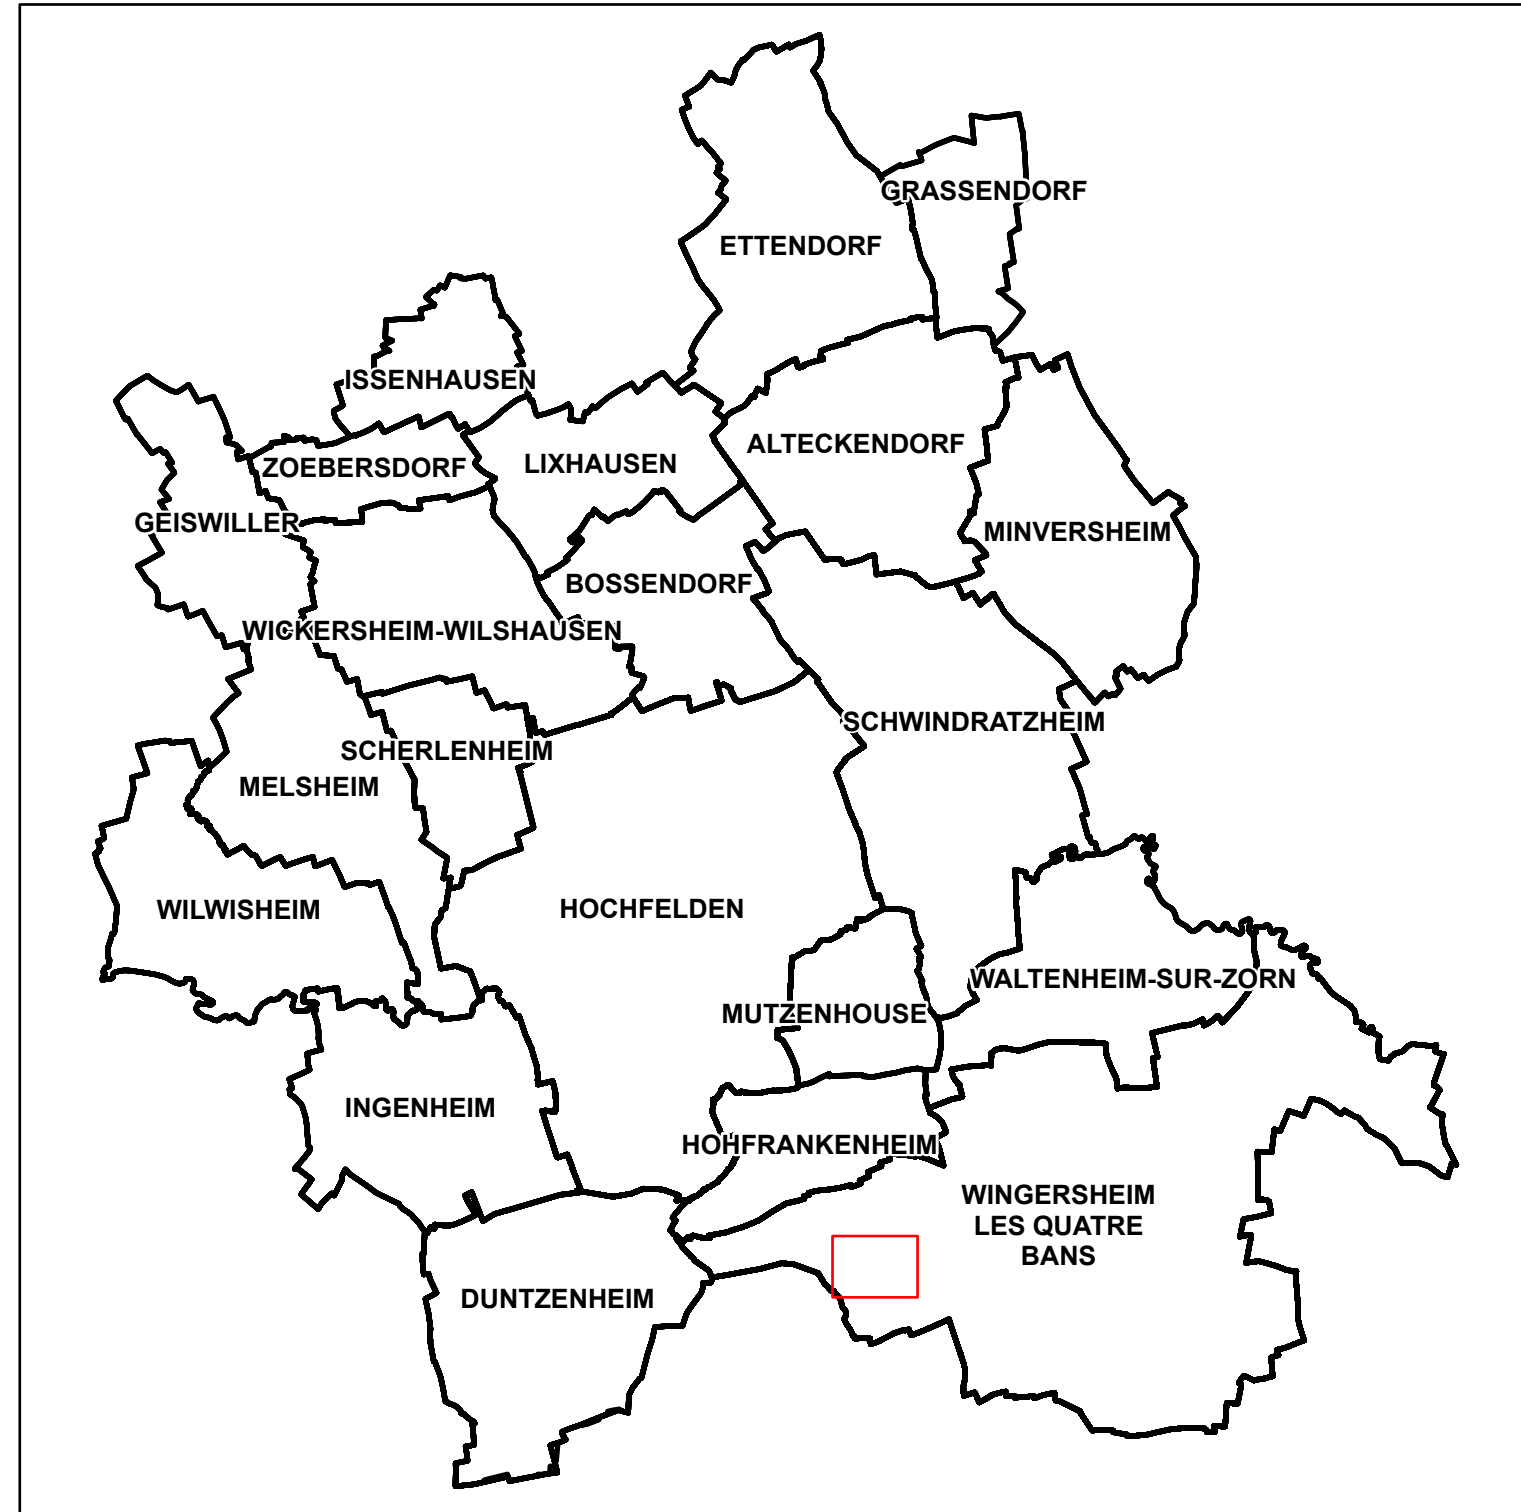 GRASSENDORF
ETTENDORF
ISSENHAUSEN
ALTECKENDORF
LIXHAUSEN
ZOEBERSDORF
GEISWILLER
MINVERSHEIM
BOSSENDORF
WICKERSHEIM-WILSHAUSEN
SCHWINDRATZHEIM
SCHERLENHEIM
MELSHEIM
WILWISHEIM
HOCHFELDEN
WALTENHEIM-SUR-ZORN
MUTZENHOUSE
INGENHEIM
HOHFRANKENHEIM
WINGERSHEIM
LES QUATRE
BANS
DUNTZENHEIM